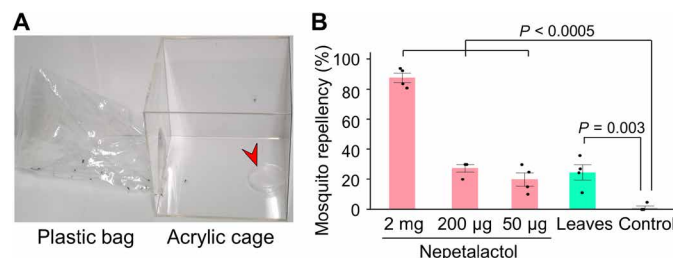 A
Plastic bag
Acrylic cage
B
Mosquito repellency (%)
100
80
60
40
20
0
P < 0.0005
P = 0.003
2 mg
200 µg
50 µg
Leaves
Control
Nepetalactol